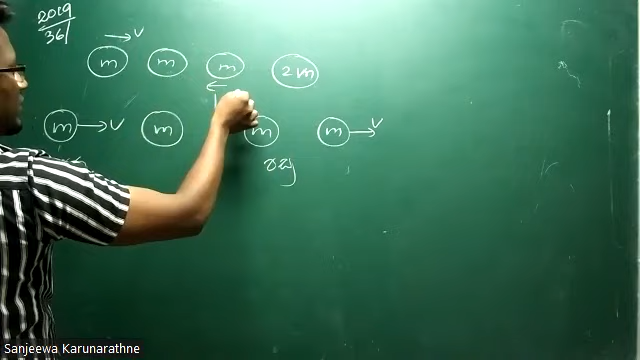 2019
36)
→ v
m m m 2m
←
m → v m m m → v
Sanjeewa Karunarathne